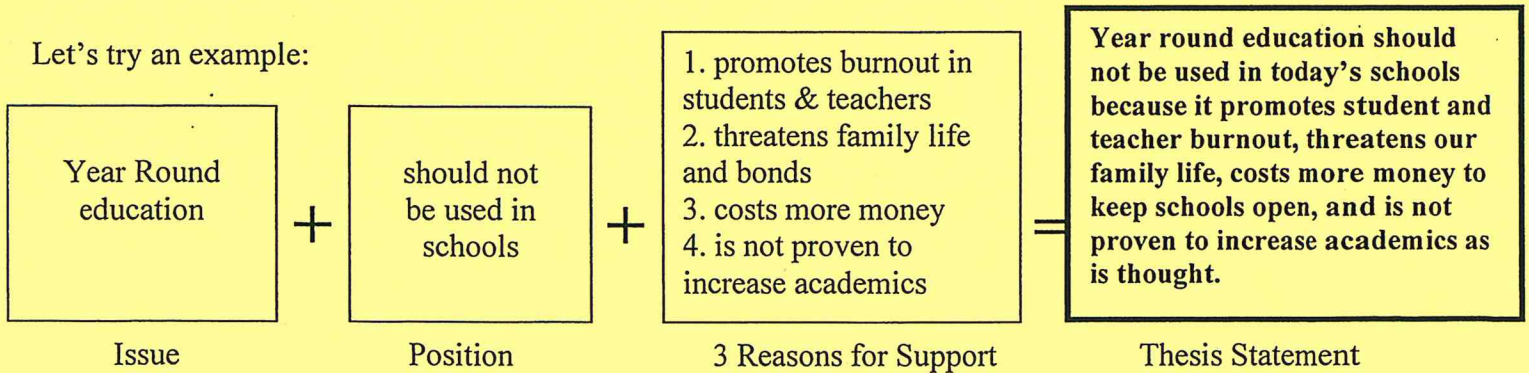 Let's try an example:
Year Round
education
+
should not
be used in
schools
+
1. promotes burnout in
students & teachers
2. threatens family life
and bonds
3. costs more money
4. is not proven to
increase academics
=
Year round education should
not be used in today's schools
because it promotes student and
teacher burnout, threatens our
family life, costs more money to
keep schools open, and is not
proven to increase academics as
is thought.
Issue
Position
3 Reasons for Support
Thesis Statement